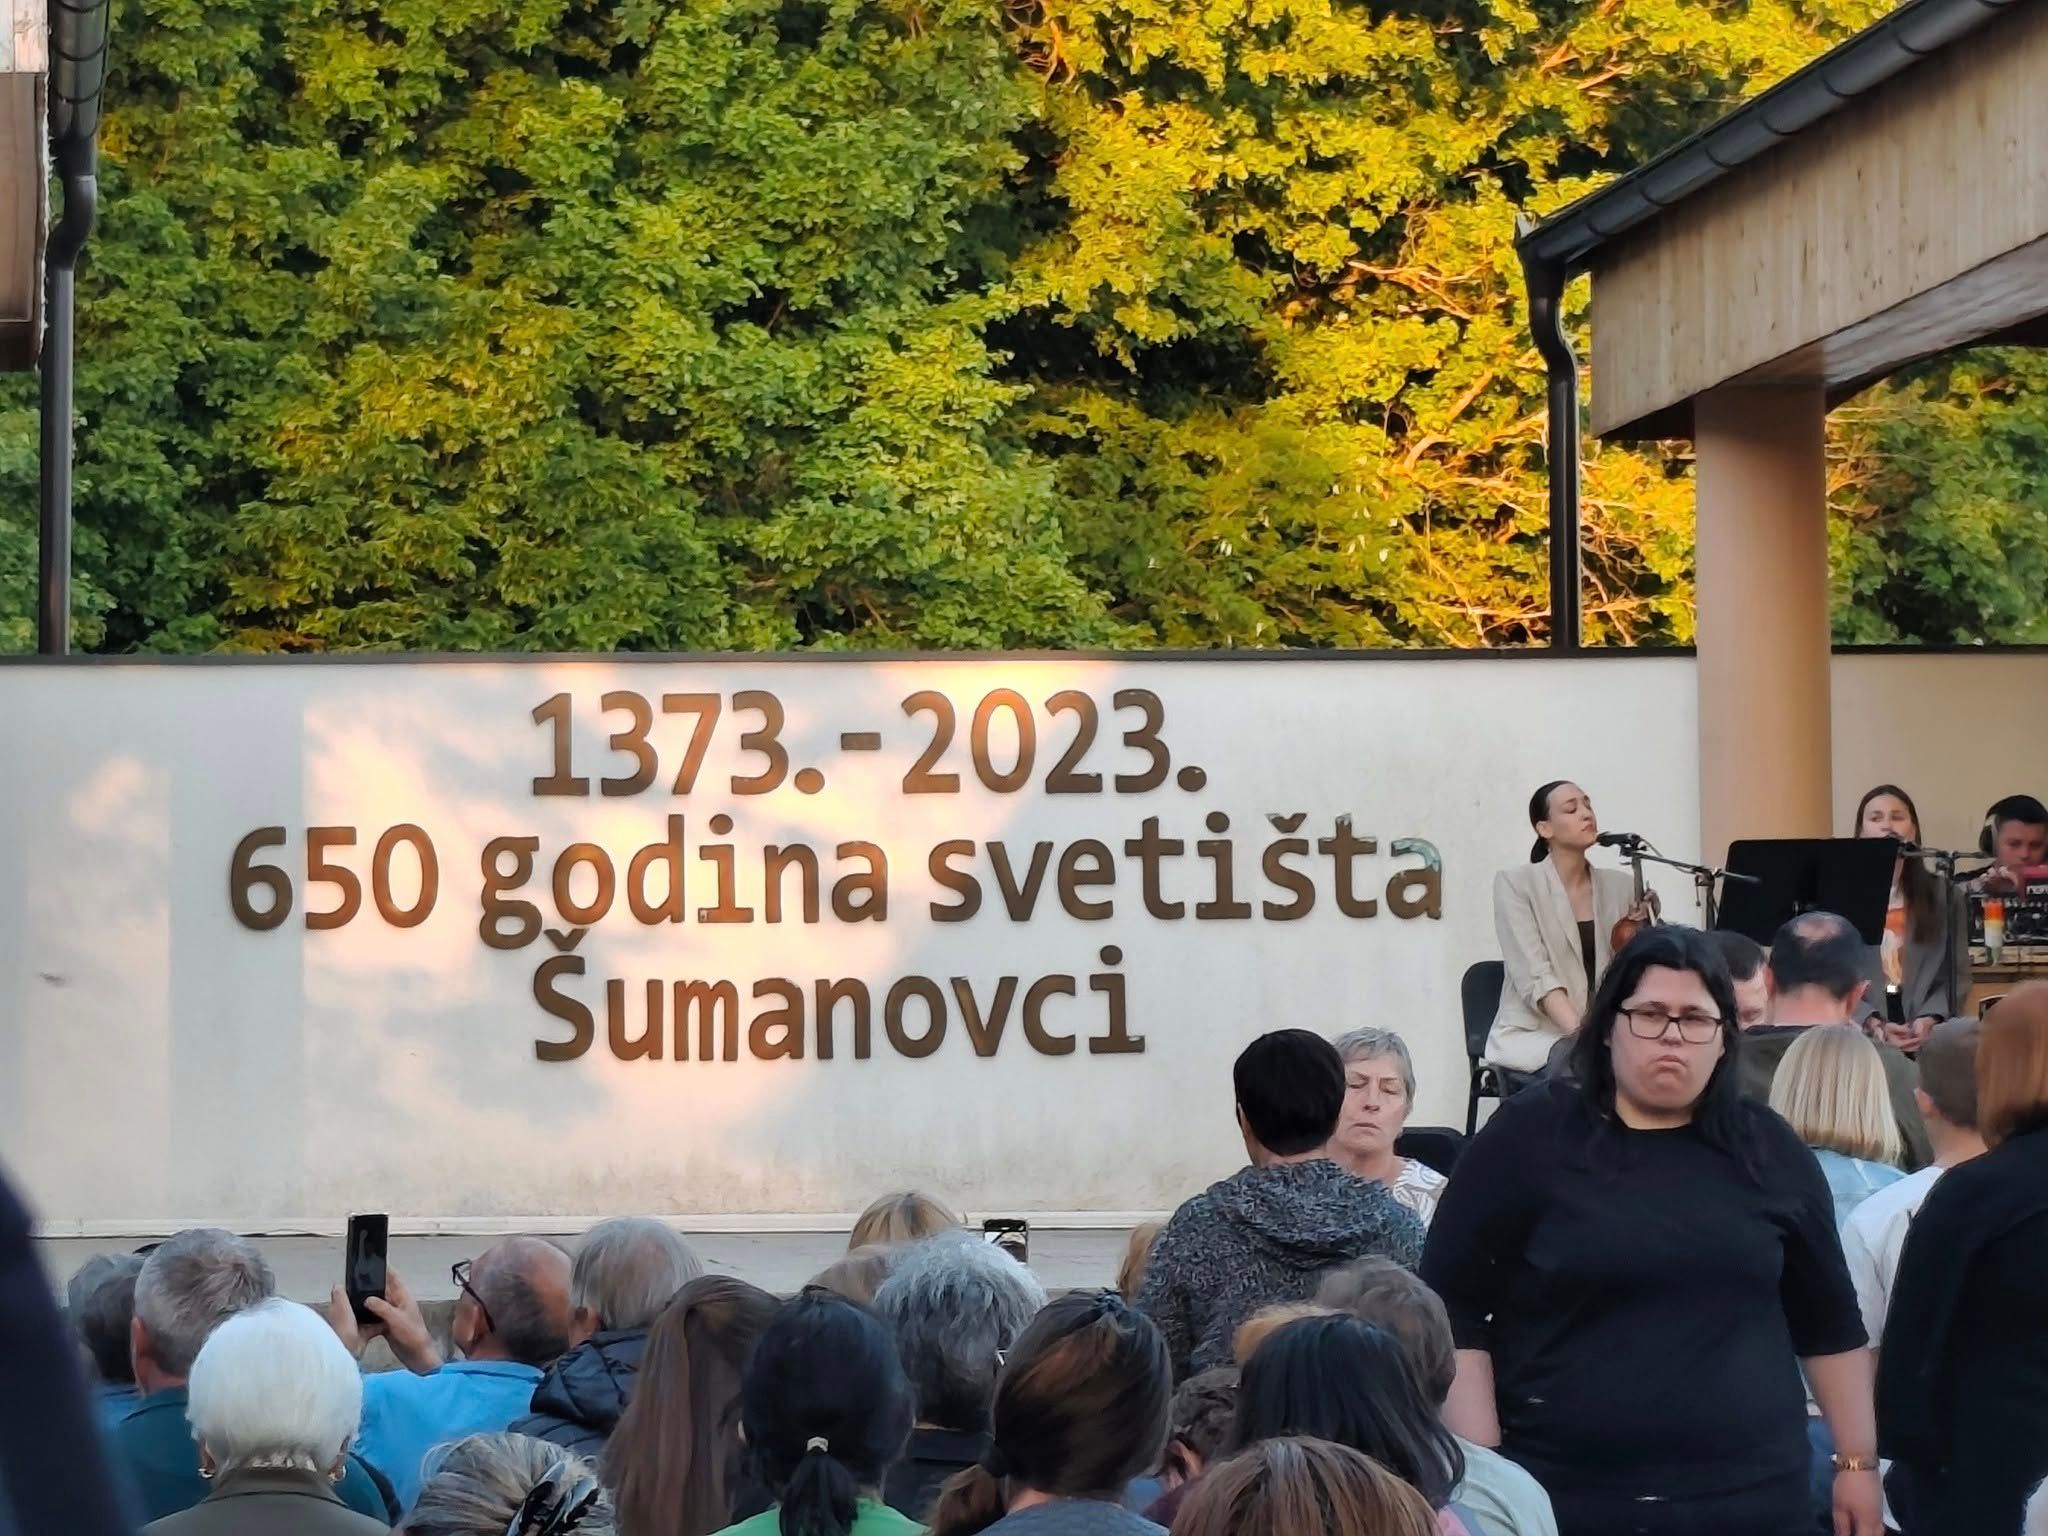 1373.-2023.
650 godina svetišta
Šumanovci